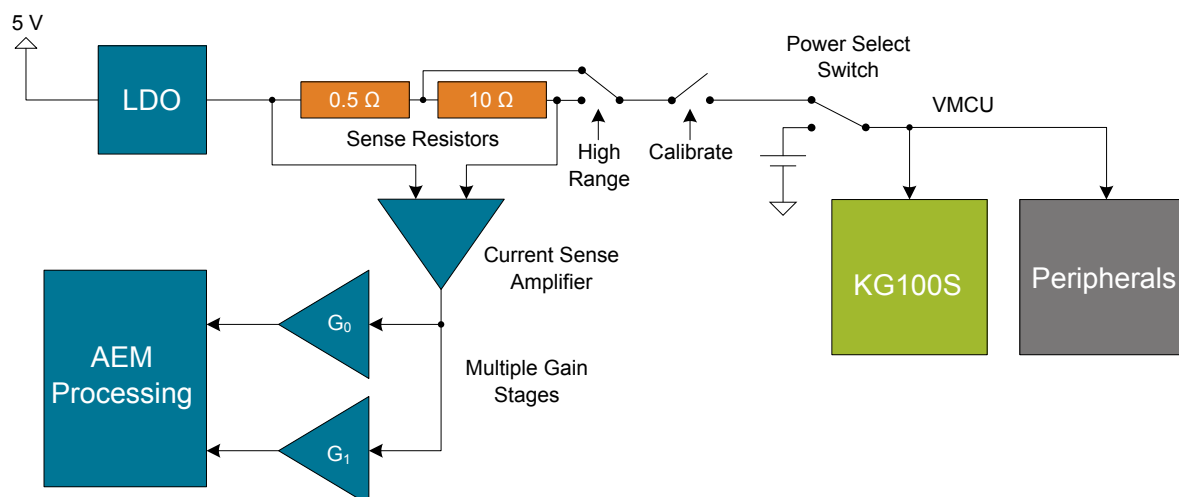 5 V
LDO
0.5 Ω
10 Ω
Sense Resistors
High
Range
Calibrate
Power Select
Switch
VMCU
KG100S
Peripherals
Current Sense
Amplifier
AEM
Processing
G0
G1
Multiple Gain
Stages